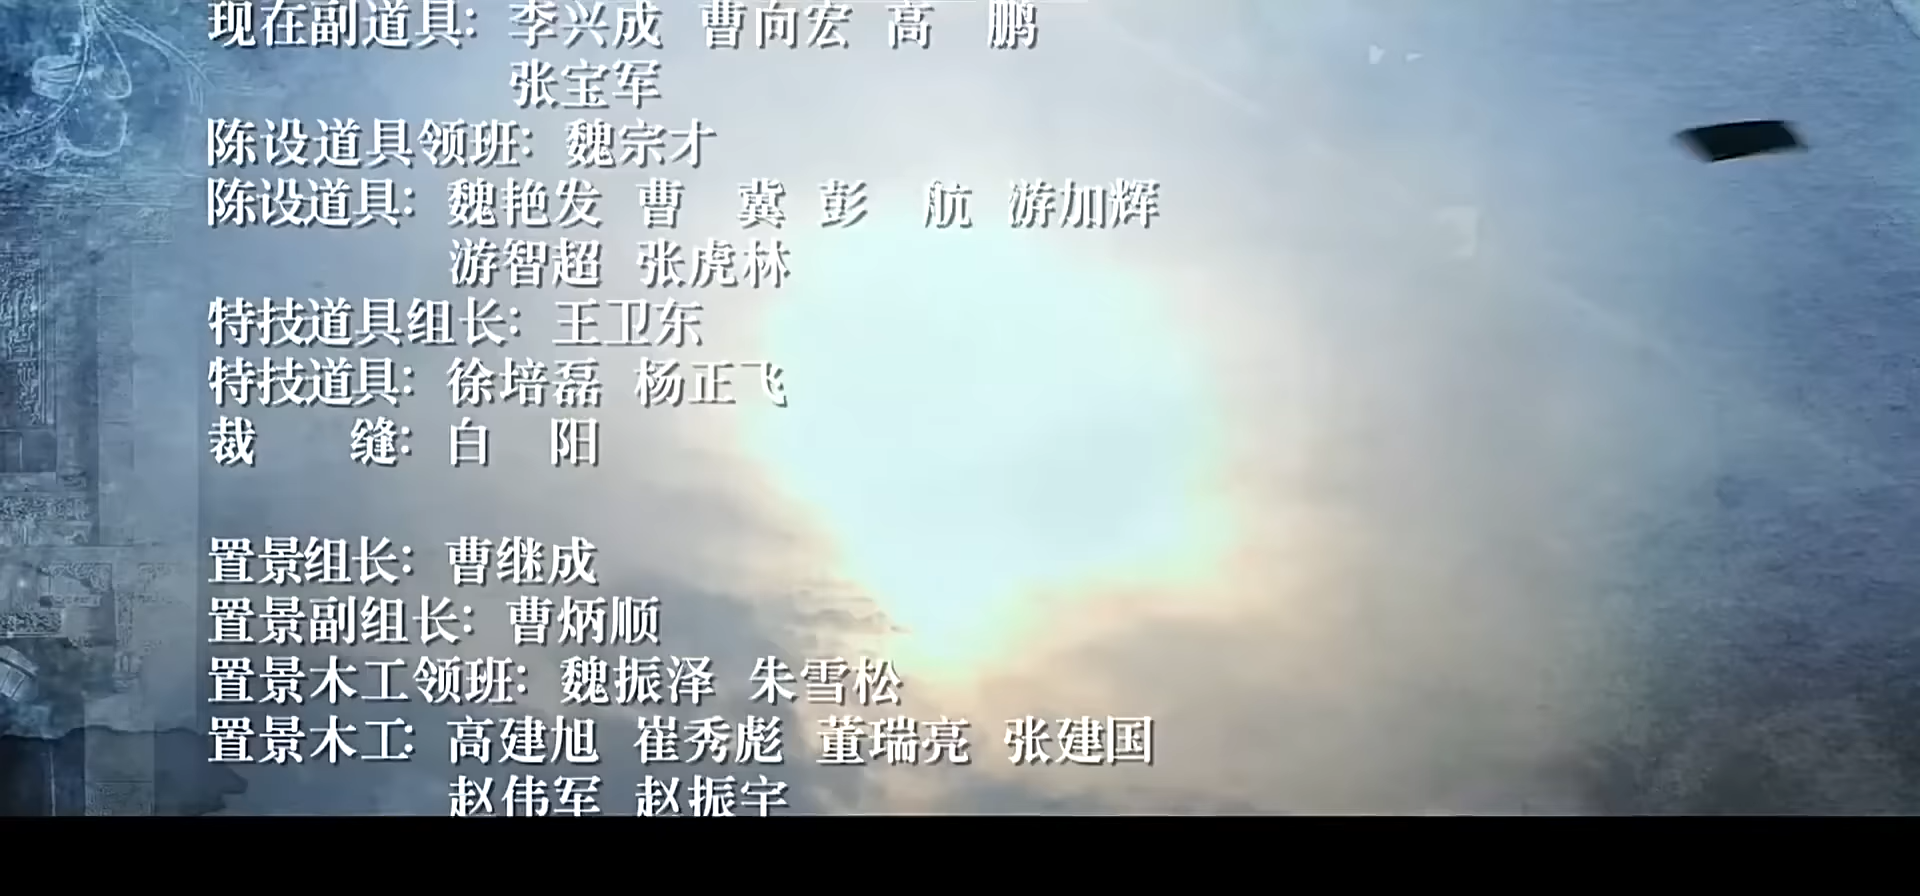 现在副道具：李兴成 曹向宏 高 鹏
张宝军
陈设道具领班：魏宗才
陈设道具：魏艳发 曹 冀 彭 航 游加辉
游智超 张虎林
特技道具组长：王卫东
特技道具：徐培磊 杨正飞
裁 缝：白 阳
置景组长：曹继成
置景副组长：曹炳顺
置景木工领班：魏振泽 朱雪松
置景木工：高建旭 崔秀彪 董瑞亮 张建国
赵伟军 赵振宇